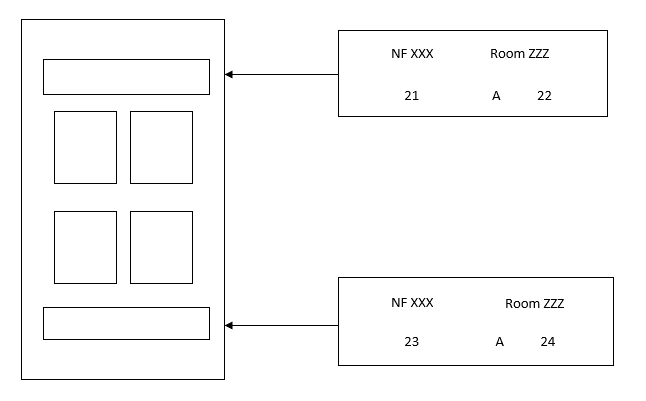 NF XXX Room ZZZ
21 A 22
NF XXX Room ZZZ
23 A 24